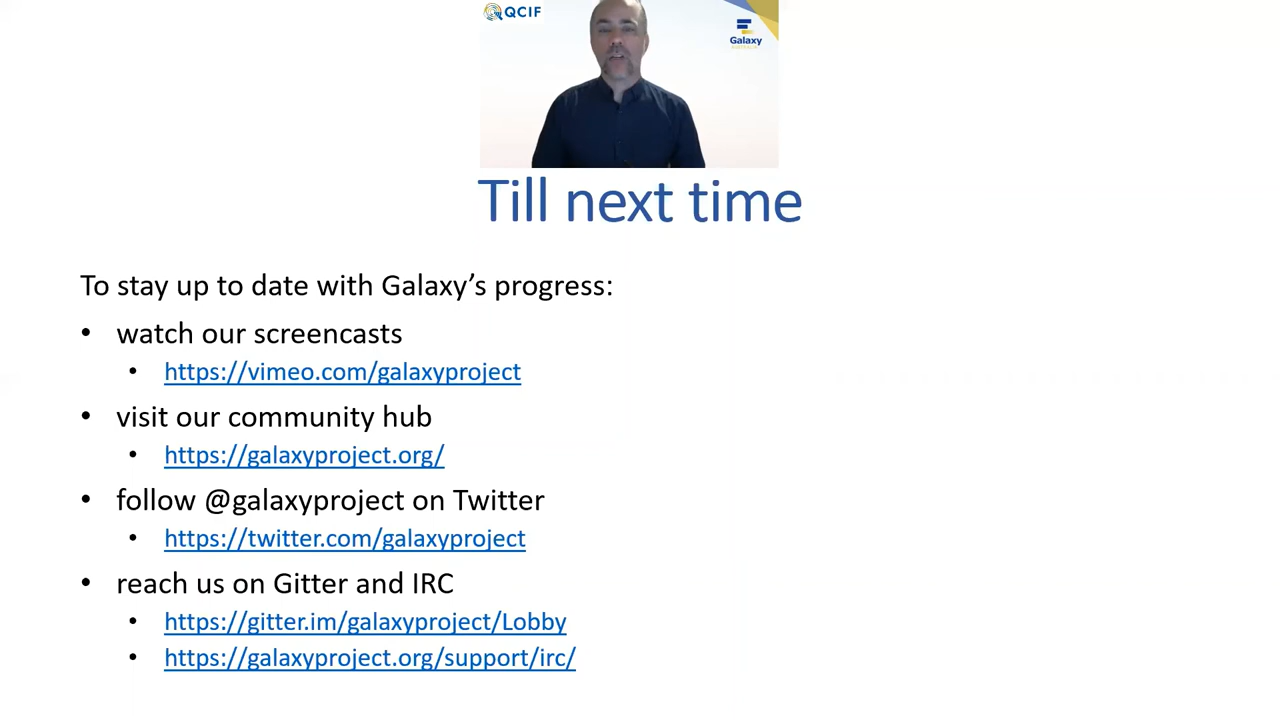 QCIF
Galaxy
AUSTRALIA
Till next time
To stay up to date with Galaxy’s progress:
• watch our screencasts
• https://vimeo.com/galaxyproject
• visit our community hub
• https://galaxyproject.org/
• follow @galaxyproject on Twitter
• https://twitter.com/galaxyproject
• reach us on Gitter and IRC
• https://gitter.im/galaxyproject/Lobby
• https://galaxyproject.org/support/irc/